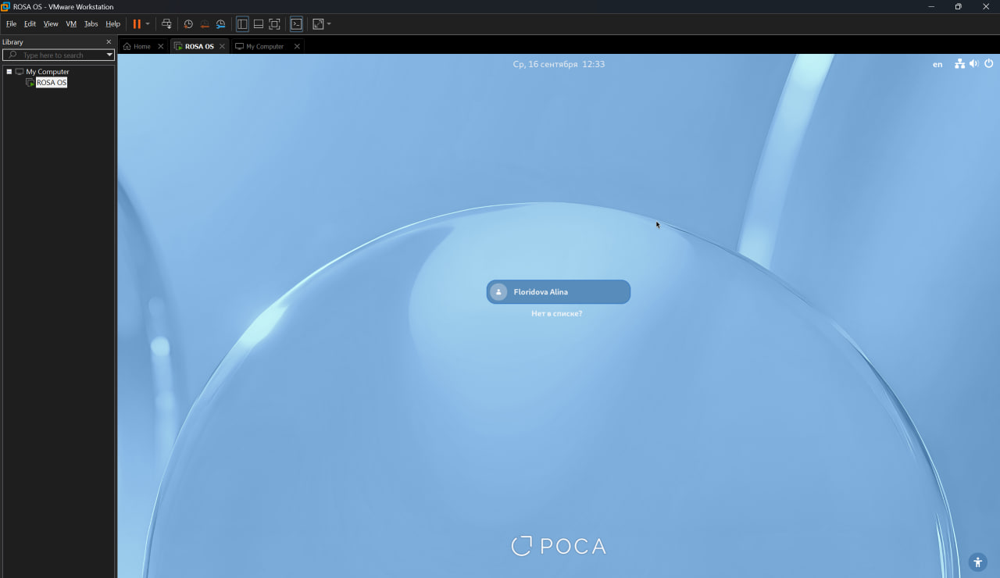 ROSA OS - VMware Workstation
File Edit View VM Tabs Help
Library
Type here to search
My Computer
ROSA OS
Home
ROSA OS
My Computer
Ср, 16 сентября 12:33
en
Floridova Alina
Нет в списке?
РОСА